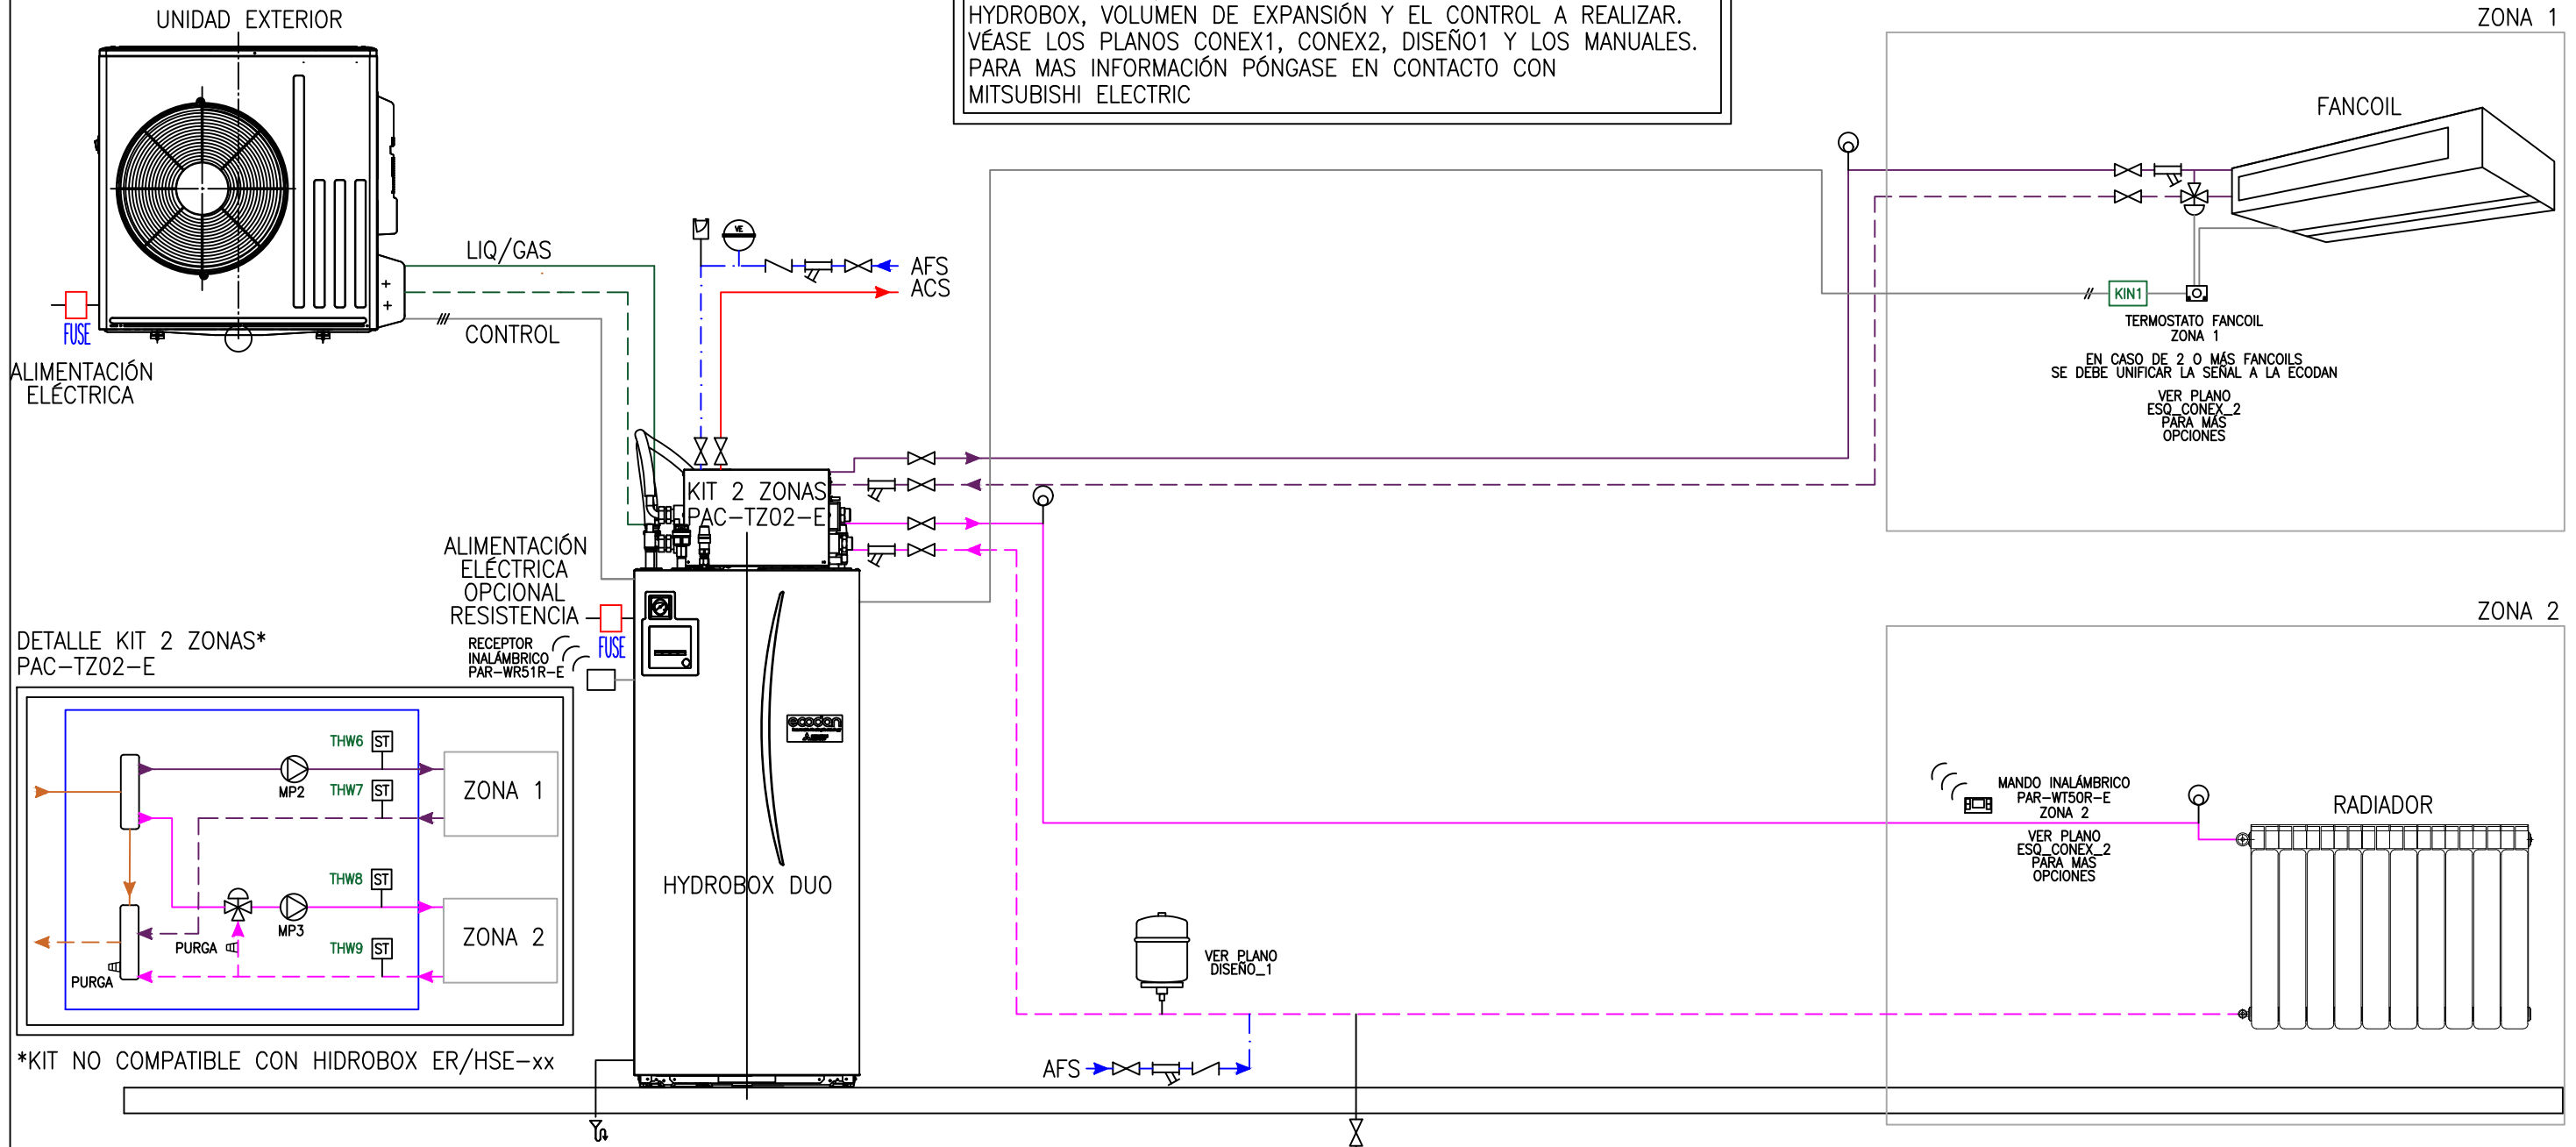 UNIDAD EXTERIOR
HYDROBOX, VOLUMEN DE EXPANSIÓN Y EL CONTROL A REALIZAR.
VÉASE LOS PLANOS CONEX1, CONEX2, DISEÑO1 Y LOS MANUALES.
PARA MAS INFORMACIÓN PÓNGASE EN CONTACTO CON
MITSUBISHI ELECTRIC
ZONA 1
FANCOIL
LIQ/GAS
CONTROL
FUSE
ALIMENTACIÓN
ELÉCTRICA
VE
AFS
ACS
KIN1
TERMOSTATO FANCOIL
ZONA 1
EN CASO DE 2 O MÁS FANCOILS
SE DEBE UNIFICAR LA SEÑAL A LA ECODAN
VER PLANO
ESQ_CONEX_2
PARA MÁS
OPCIONES
KIT 2 ZONAS
PAC-TZ02-E
ALIMENTACIÓN
ELÉCTRICA
OPCIONAL
RESISTENCIA
FUSE
RECEPTOR
INALÁMBRICO
PAR-WR51R-E
ecodan
HYDROBOX DUO
DETALLE KIT 2 ZONAS*
PAC-TZ02-E
THW6 ST
MP2
THW7 ST
ZONA 1
THW8 ST
MP3
THW9 ST
ZONA 2
PURGA
PURGA
*KIT NO COMPATIBLE CON HIDROBOX ER/HSE-xx
VER PLANO
DISEÑO_1
AFS
ZONA 2
MANDO INALÁMBRICO
PAR-WT50R-E
ZONA 2
VER PLANO
ESQ_CONEX_2
PARA MAS
OPCIONES
RADIADOR